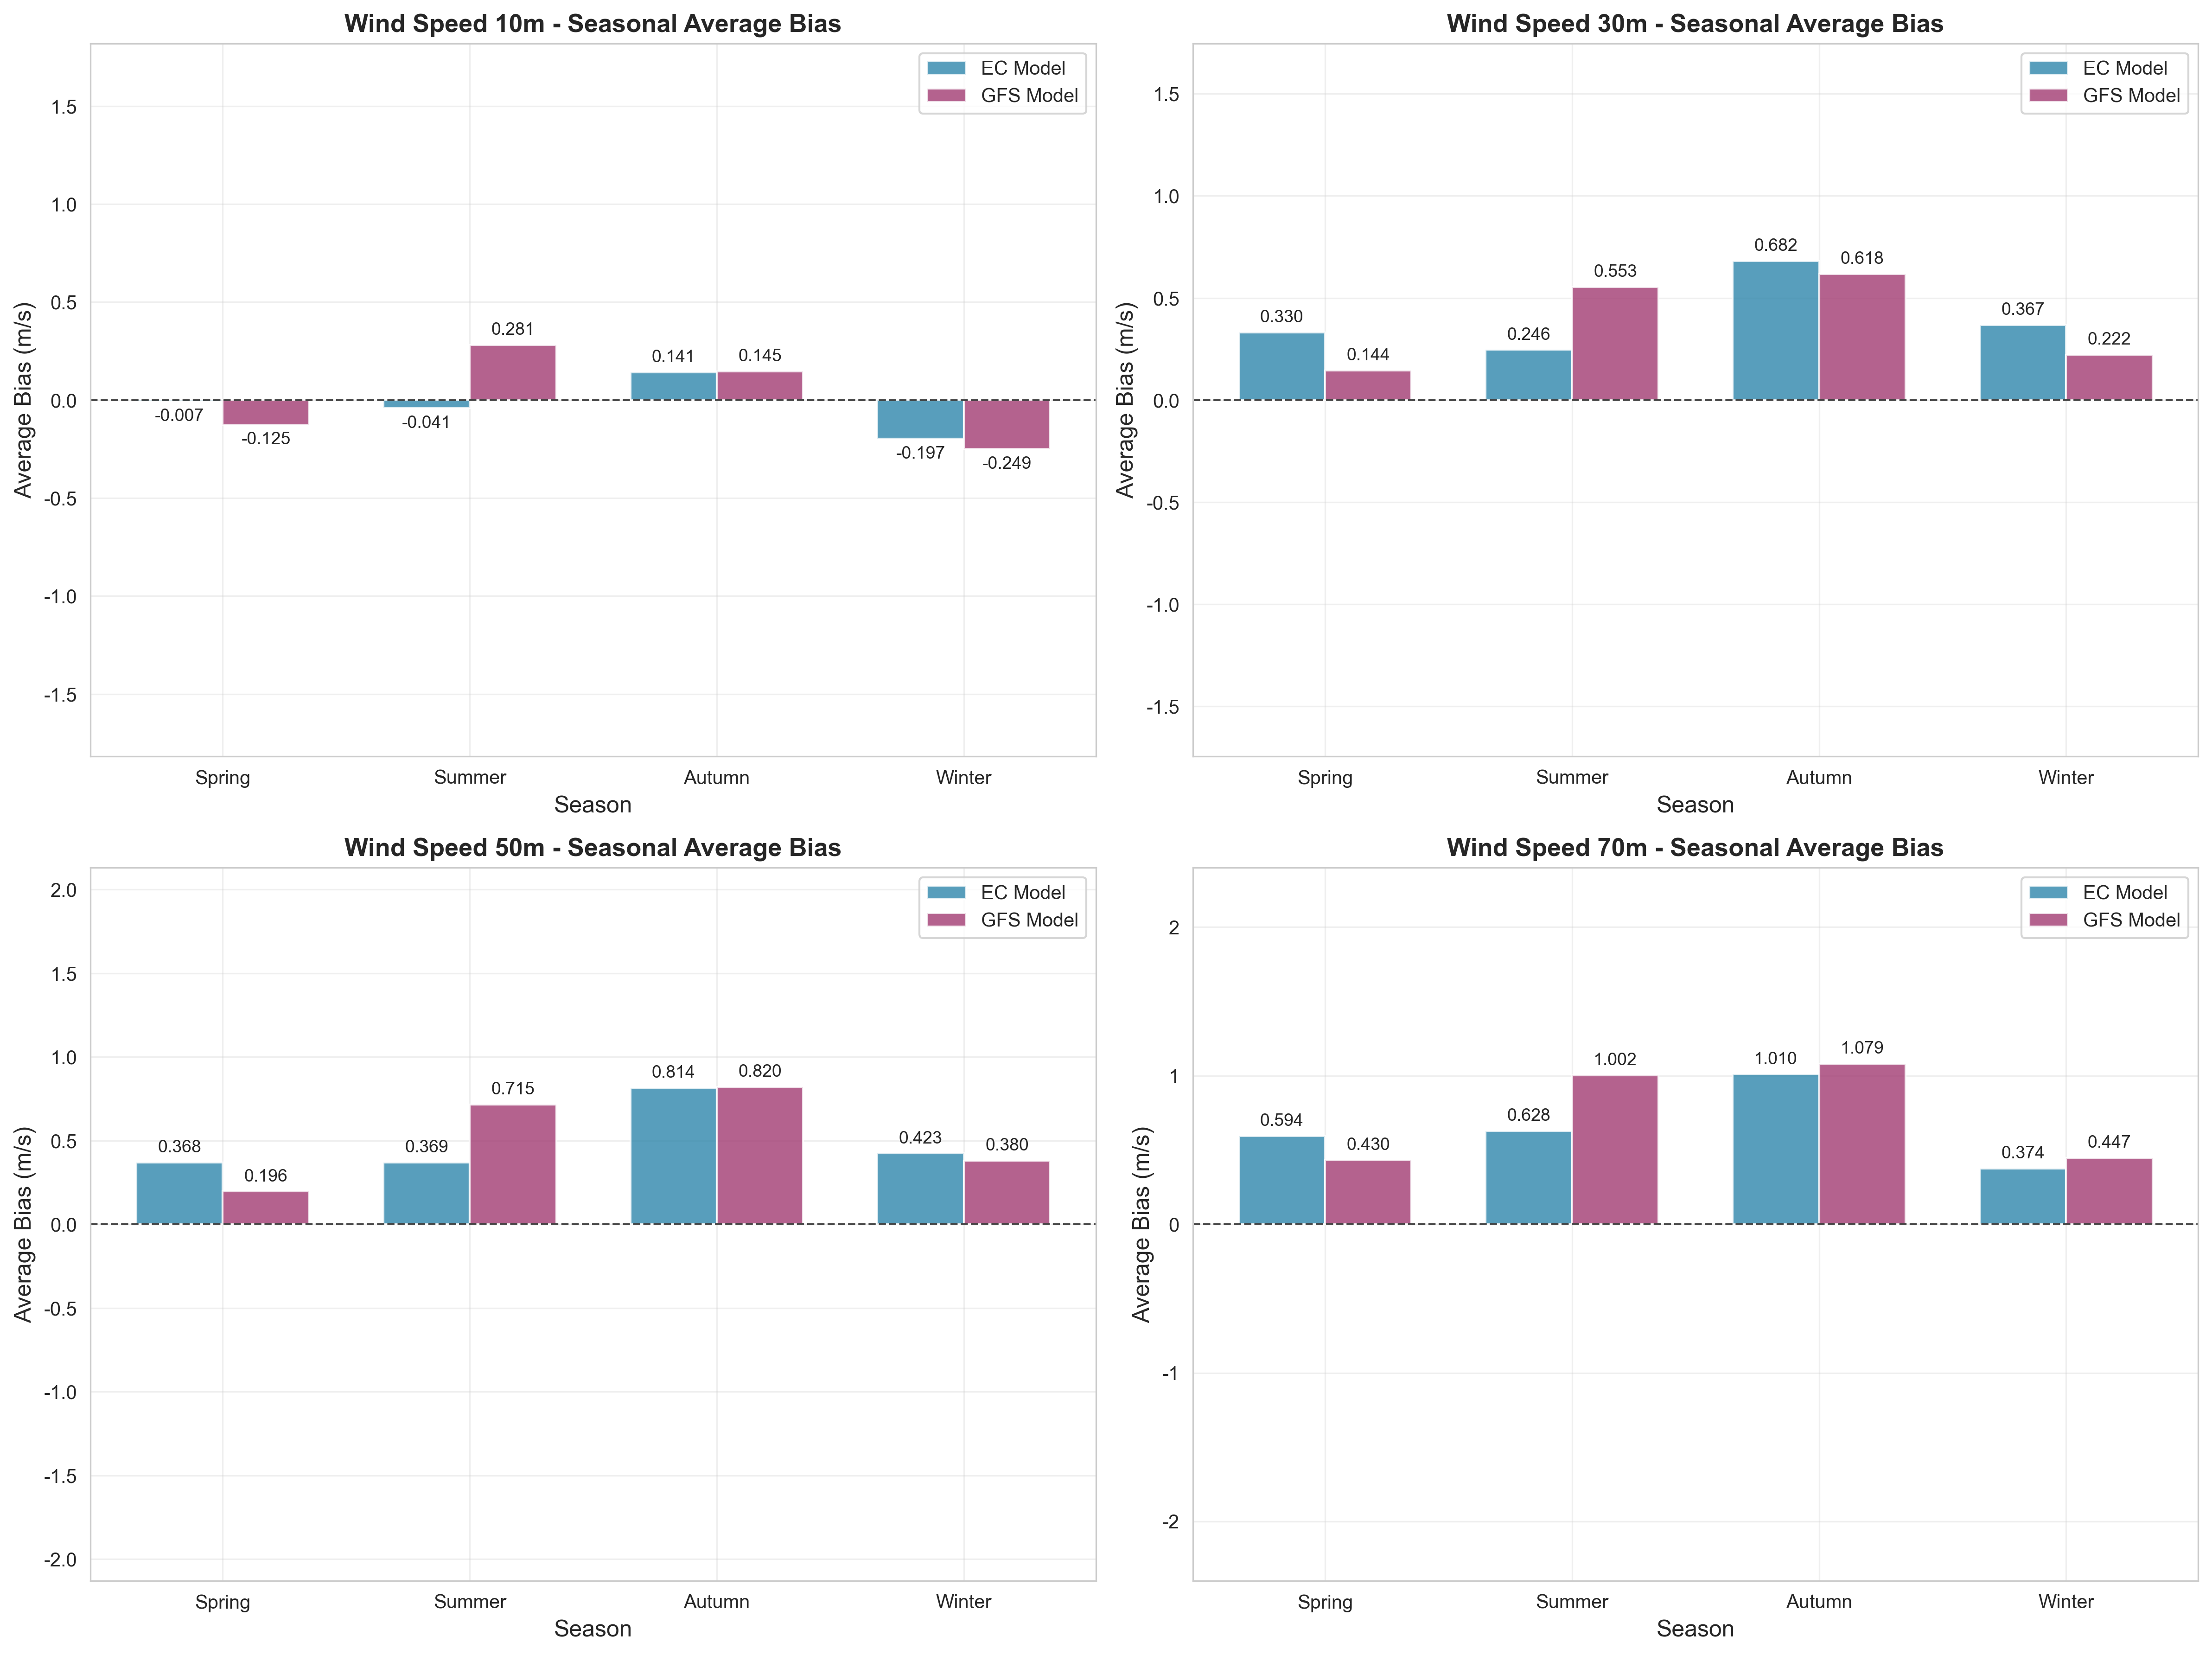 Wind Speed 10m - Seasonal Average Bias
EC Model
GFS Model
Average Bias (m/s)
1.5
1.0
0.5
0.0
-0.5
-1.0
-1.5
-0.007
-0.125
-0.041
0.281
0.141
0.145
-0.197
-0.249
Spring
Summer
Autumn
Winter
Season
Wind Speed 30m - Seasonal Average Bias
EC Model
GFS Model
Average Bias (m/s)
1.5
1.0
0.5
0.0
-0.5
-1.0
-1.5
0.330
0.144
0.246
0.553
0.682
0.618
0.367
0.222
Spring
Summer
Autumn
Winter
Season
Wind Speed 50m - Seasonal Average Bias
EC Model
GFS Model
Average Bias (m/s)
2.0
1.5
1.0
0.5
0.0
-0.5
-1.0
-1.5
-2.0
0.368
0.196
0.369
0.715
0.814
0.820
0.423
0.380
Spring
Summer
Autumn
Winter
Season
Wind Speed 70m - Seasonal Average Bias
EC Model
GFS Model
Average Bias (m/s)
2
1
0
-1
-2
0.594
0.430
0.628
1.002
1.010
1.079
0.374
0.447
Spring
Summer
Autumn
Winter
Season